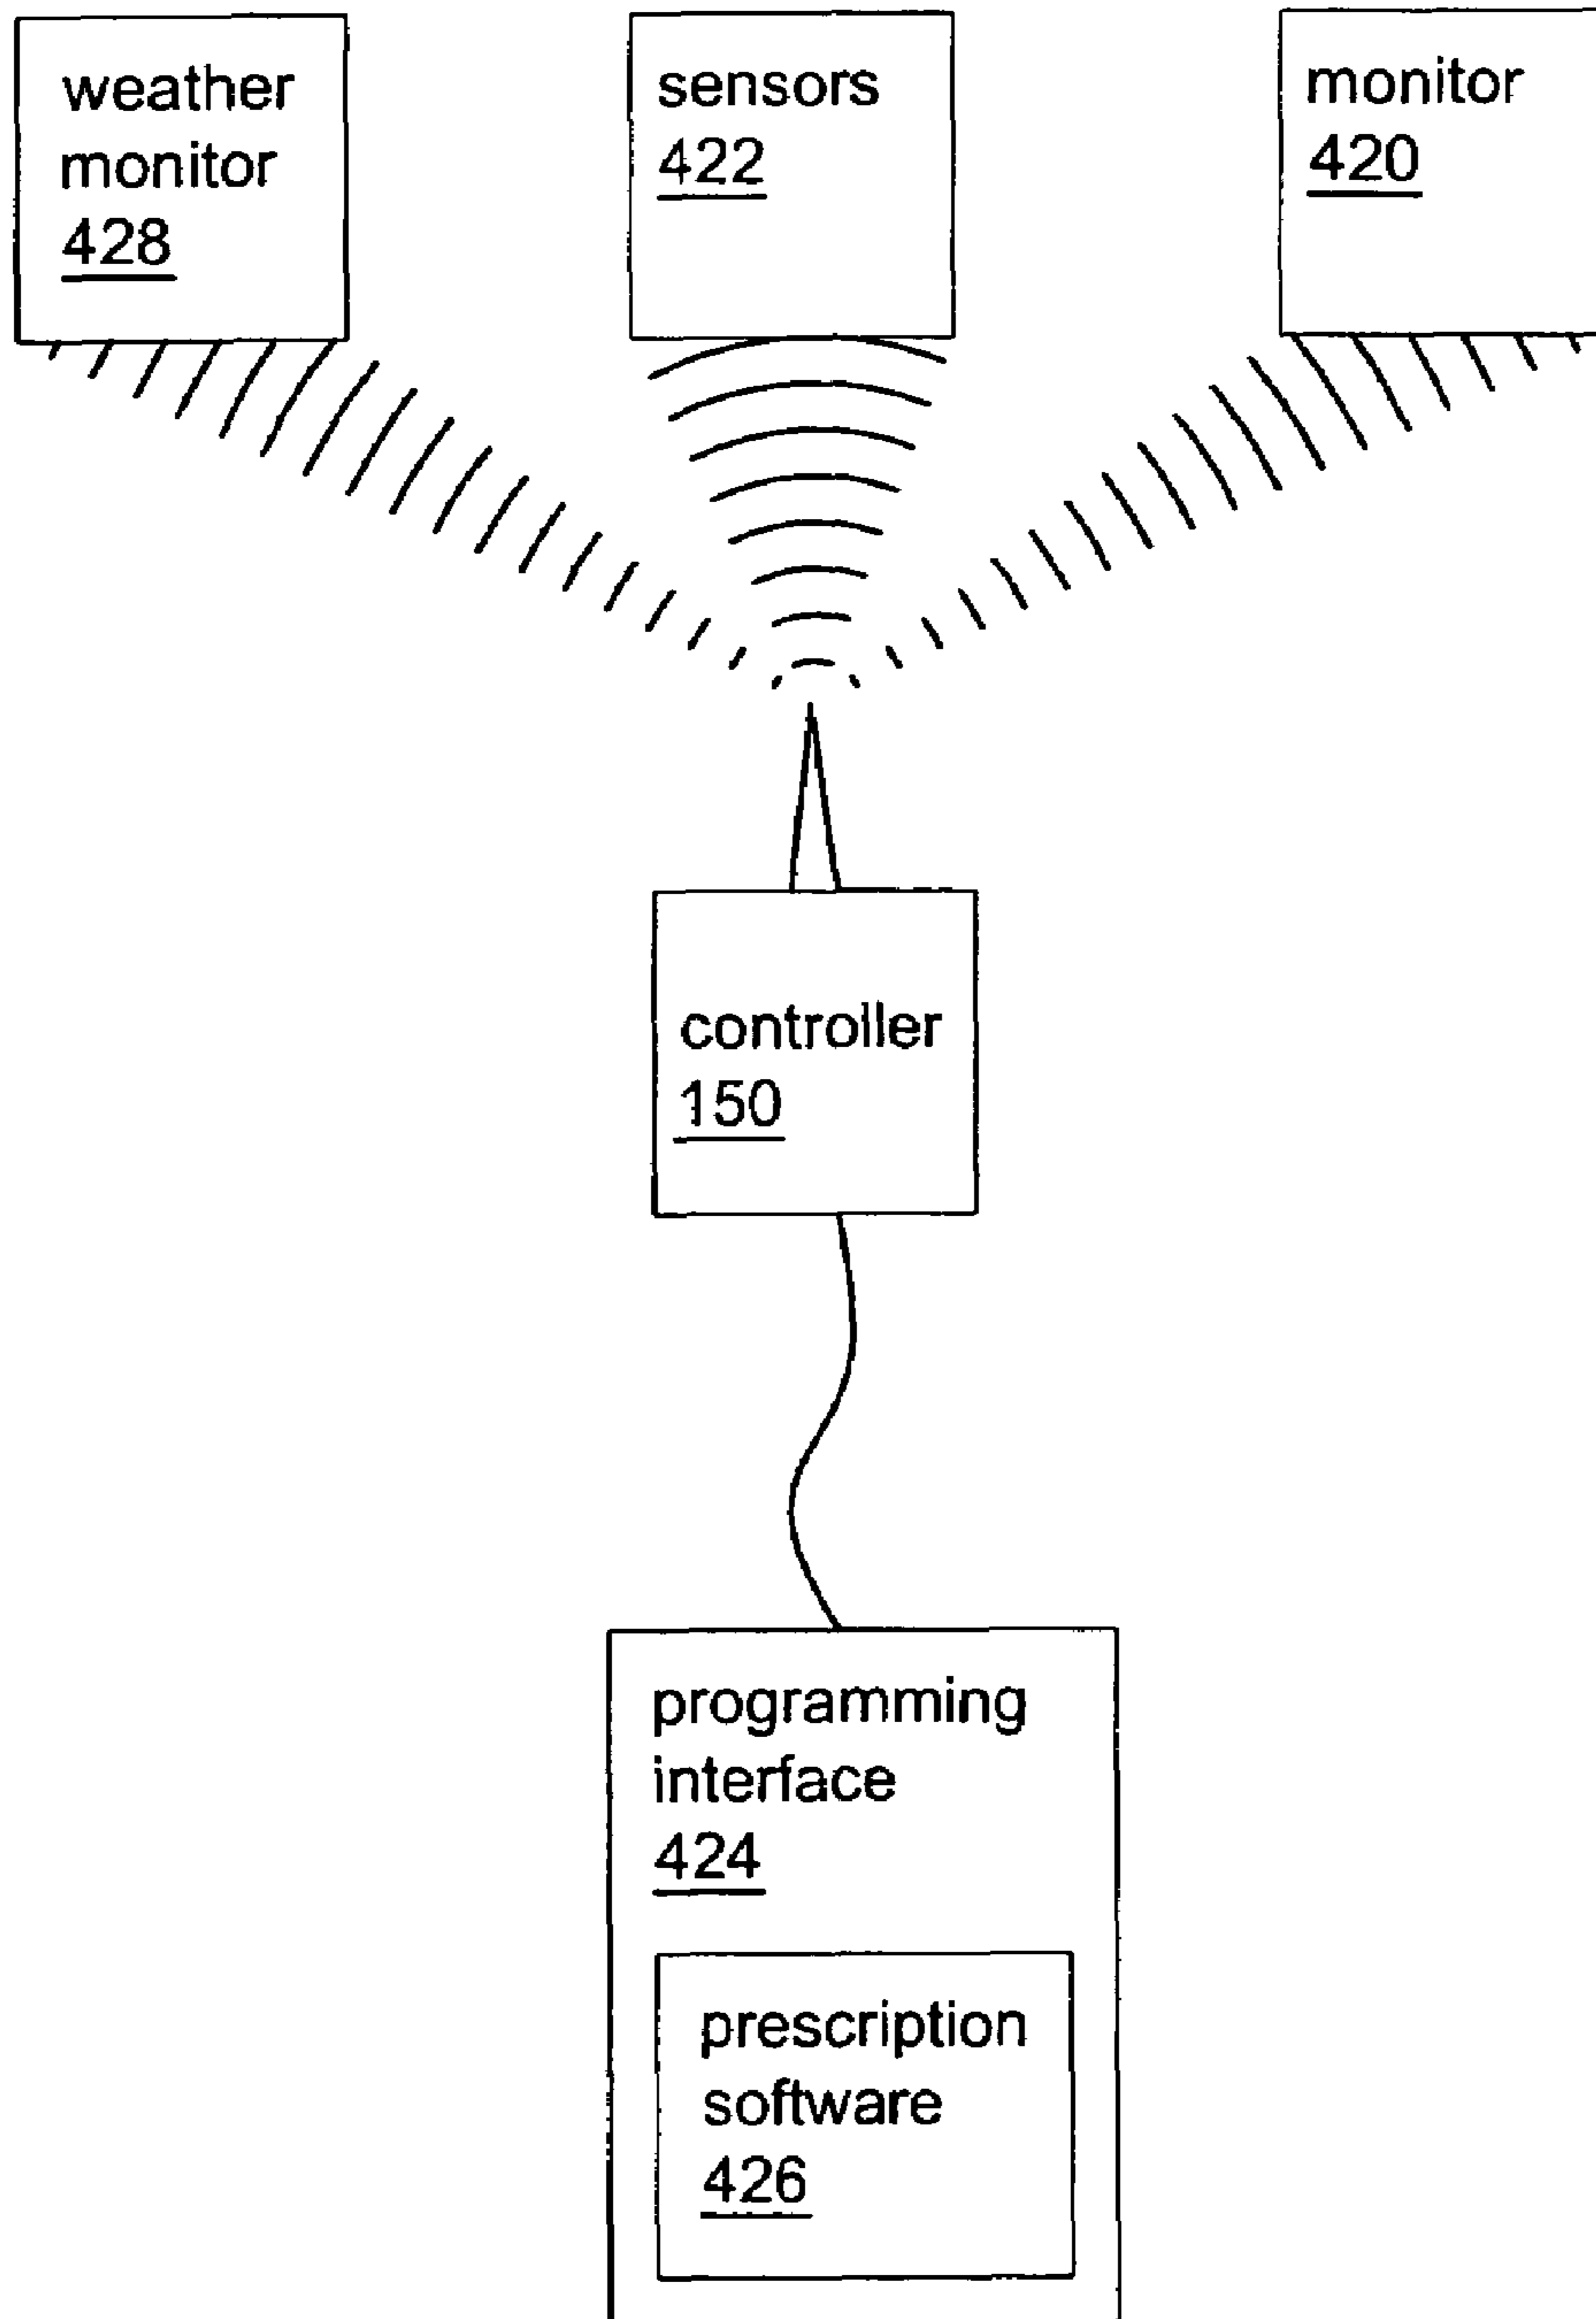 weather
monitor
428
sensors
422
monitor
420
controller
150
programming
interface
424
prescription
software
426